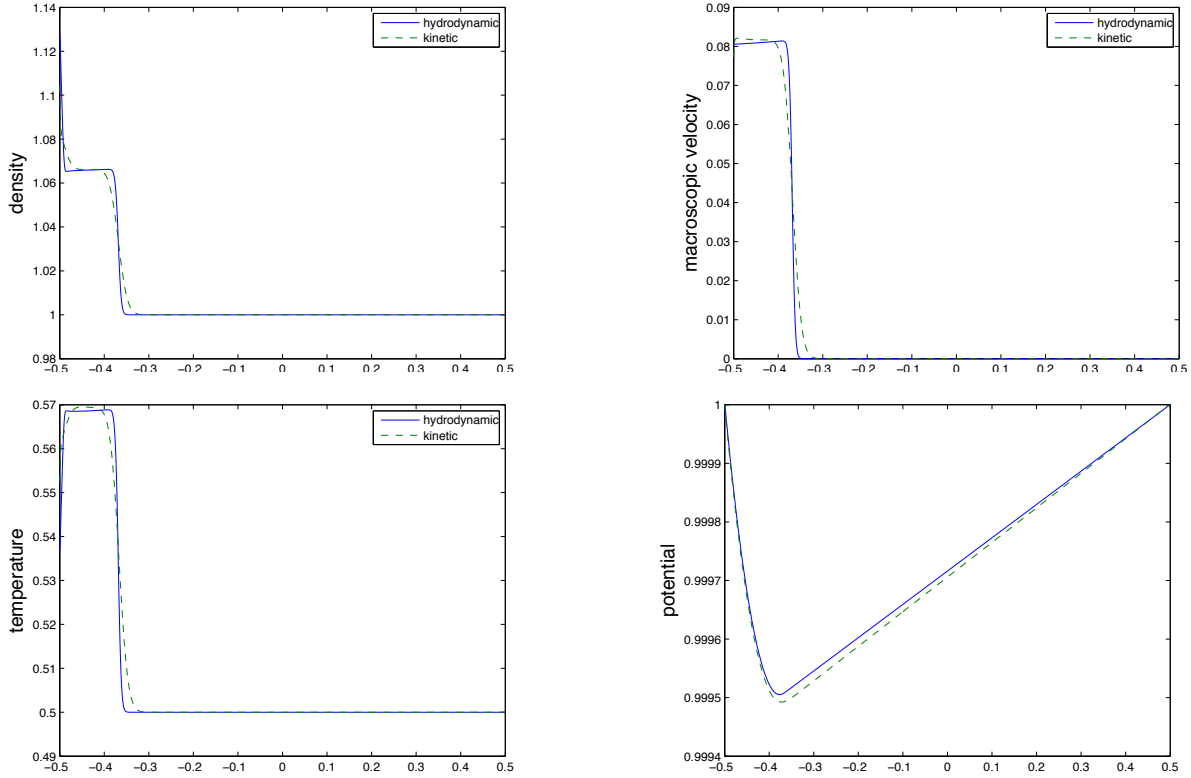 1.14
1.12
1.1
1.08
1.06
1.04
1.02
1
0.98
density
hydrodynamic
kinetic
−0.5 −0.4 −0.3 −0.2 −0.1 0 0.1 0.2 0.3 0.4 0.5
0.09
0.08
0.07
0.06
0.05
0.04
0.03
0.02
0.01
0
macroscopic velocity
hydrodynamic
kinetic
−0.5 −0.4 −0.3 −0.2 −0.1 0 0.1 0.2 0.3 0.4 0.5
0.57
0.56
0.55
0.54
0.53
0.52
0.51
0.5
0.49
temperature
hydrodynamic
kinetic
−0.5 −0.4 −0.3 −0.2 −0.1 0 0.1 0.2 0.3 0.4 0.5
1
0.9999
0.9998
0.9997
0.9996
0.9995
0.9994
potential
−0.5 −0.4 −0.3 −0.2 −0.1 0 0.1 0.2 0.3 0.4 0.5